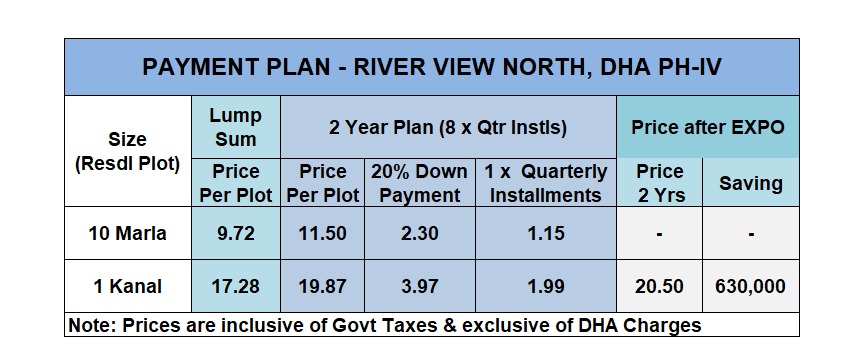 PAYMENT PLAN - RIVER VIEW NORTH, DHA PH-IV
Size (Resdl Plot) Lump Sum 2 Year Plan (8 x Qtr Instls) Price after EXPO
Price Per Plot Price Per Plot 20% Down Payment 1 x Quarterly Installments Price 2 Yrs Saving
10 Marla 9.72 11.50 2.30 1.15 - -
1 Kanal 17.28 19.87 3.97 1.99 20.50 630,000
Note: Prices are inclusive of Govt Taxes & exclusive of DHA Charges